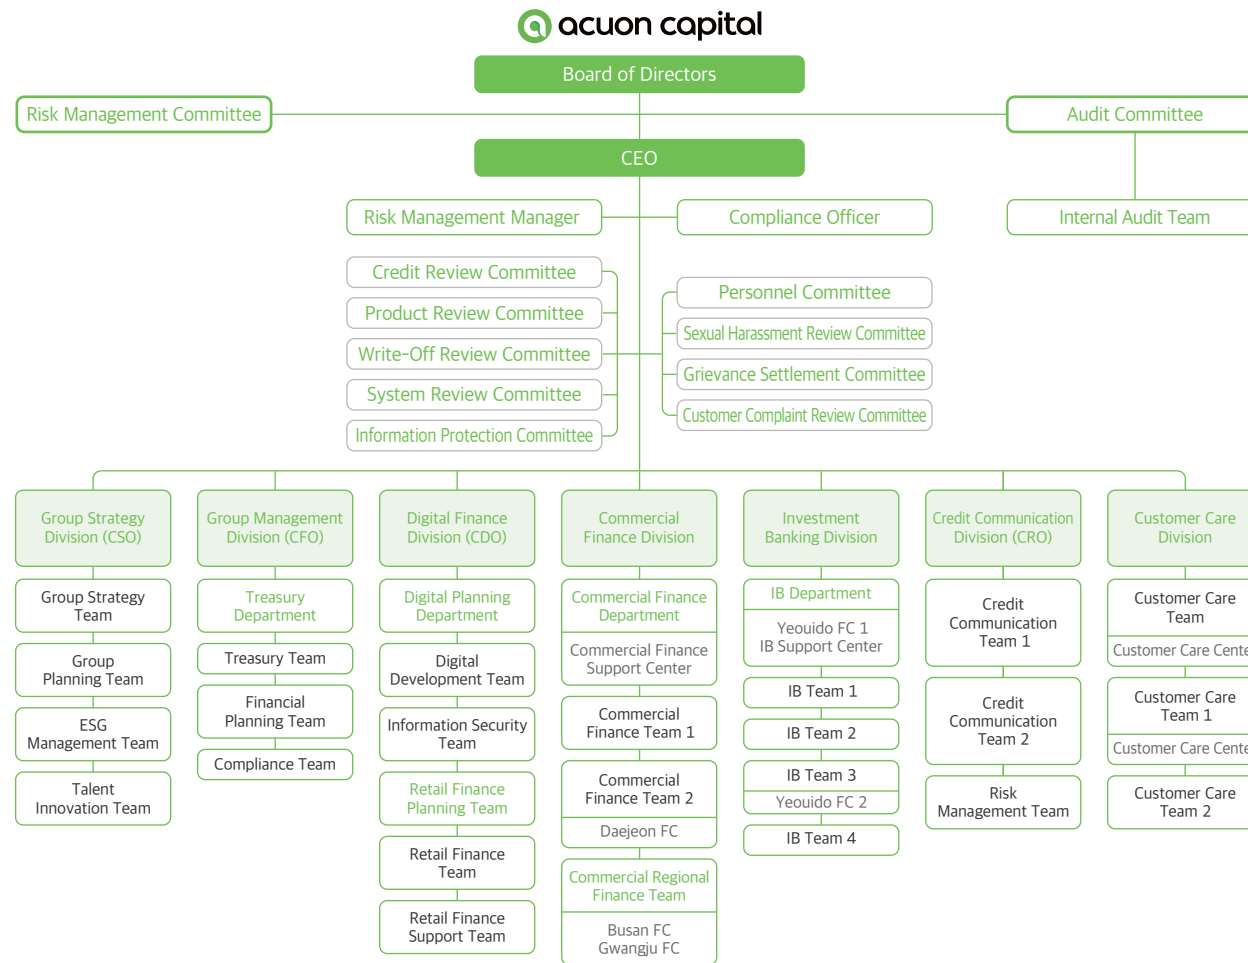 acuon capital
Board of Directors
Risk Management Committee
Audit Committee
CEO
Risk Management Manager
Compliance Officer
Internal Audit Team
Credit Review Committee
Product Review Committee
Write-Off Review Committee
System Review Committee
Information Protection Committee
Personnel Committee
Sexual Harassment Review Committee
Grievance Settlement Committee
Customer Complaint Review Committee
Group Strategy
Division (CSO)
Group Strategy
Team
Group
Planning Team
ESG
Management Team
Talent
Innovation Team
Group Management
Division (CFO)
Treasury
Department
Treasury Team
Financial
Planning Team
Compliance Team
Digital Finance
Division (CDO)
Digital Planning
Department
Digital
Development Team
Information Security
Team
Retail Finance
Planning Team
Retail Finance
Team
Retail Finance
Support Team
Commercial
Finance Division
Commercial Finance
Department
Commercial Finance
Support Center
Commercial
Finance Team 1
Commercial
Finance Team 2
Daejeon FC
Commercial Regional
Finance Team
Busan FC
Gwangju FC
Investment
Banking Division
IB Department
Yeouido FC 1
IB Support Center
IB Team 1
IB Team 2
IB Team 3
Yeouido FC 2
IB Team 4
Credit Communication
Division (CRO)
Credit
Communication
Team 1
Credit
Communication
Team 2
Risk
Management Team
Customer Care
Division
Customer Care
Team
Customer Care Cente
Customer Care
Team 1
Customer Care Cente
Customer Care
Team 2